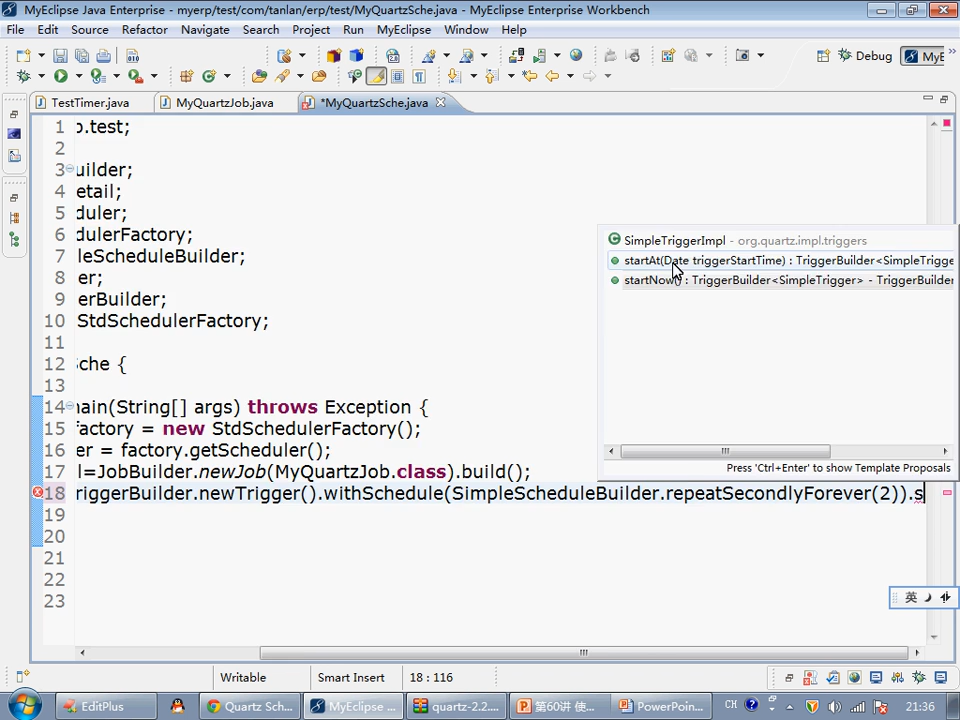 MyEclipse Java Enterprise - myerp/test/com/tanlan/erp/test/MyQuartzSche.java - MyEclipse Enterprise Workbench
File Edit Source Refactor Navigate Search Project Run MyEclipse Window Help
Debug MyE
TestTimer.java MyQuartzJob.java *MyQuartzSche.java
1 o.test;
2
3 uilder;
4 etail;
5 duler;
6 dulerFactory;
7 leScheduleBuilder;
8 er;
9 erBuilder;
10 StdSchedulerFactory;
11
12 Sche {
13
14 main(String[] args) throws Exception {
15 factory = new StdSchedulerFactory();
16 er = factory.getScheduler();
17 l=JobBuilder.newJob(MyQuartzJob.class).build();
18 riggerBuilder.newTrigger().withSchedule(SimpleScheduleBuilder.repeatSecondlyForever(2)).s
19
20
21
22
23
SimpleTriggerImpl - org.quartz.impl.triggers
startAt(Date triggerStartTime) : TriggerBuilder<SimpleTrigge
startNow() : TriggerBuilder<SimpleTrigger> - TriggerBuilder
Press 'Ctrl+Enter' to show Template Proposals
英
Writable Smart Insert 18 : 116
EditPlus Quartz Sch... MyEclipse ... quartz-2.2.... 第60讲 使... PowerPoin... CH 21:36